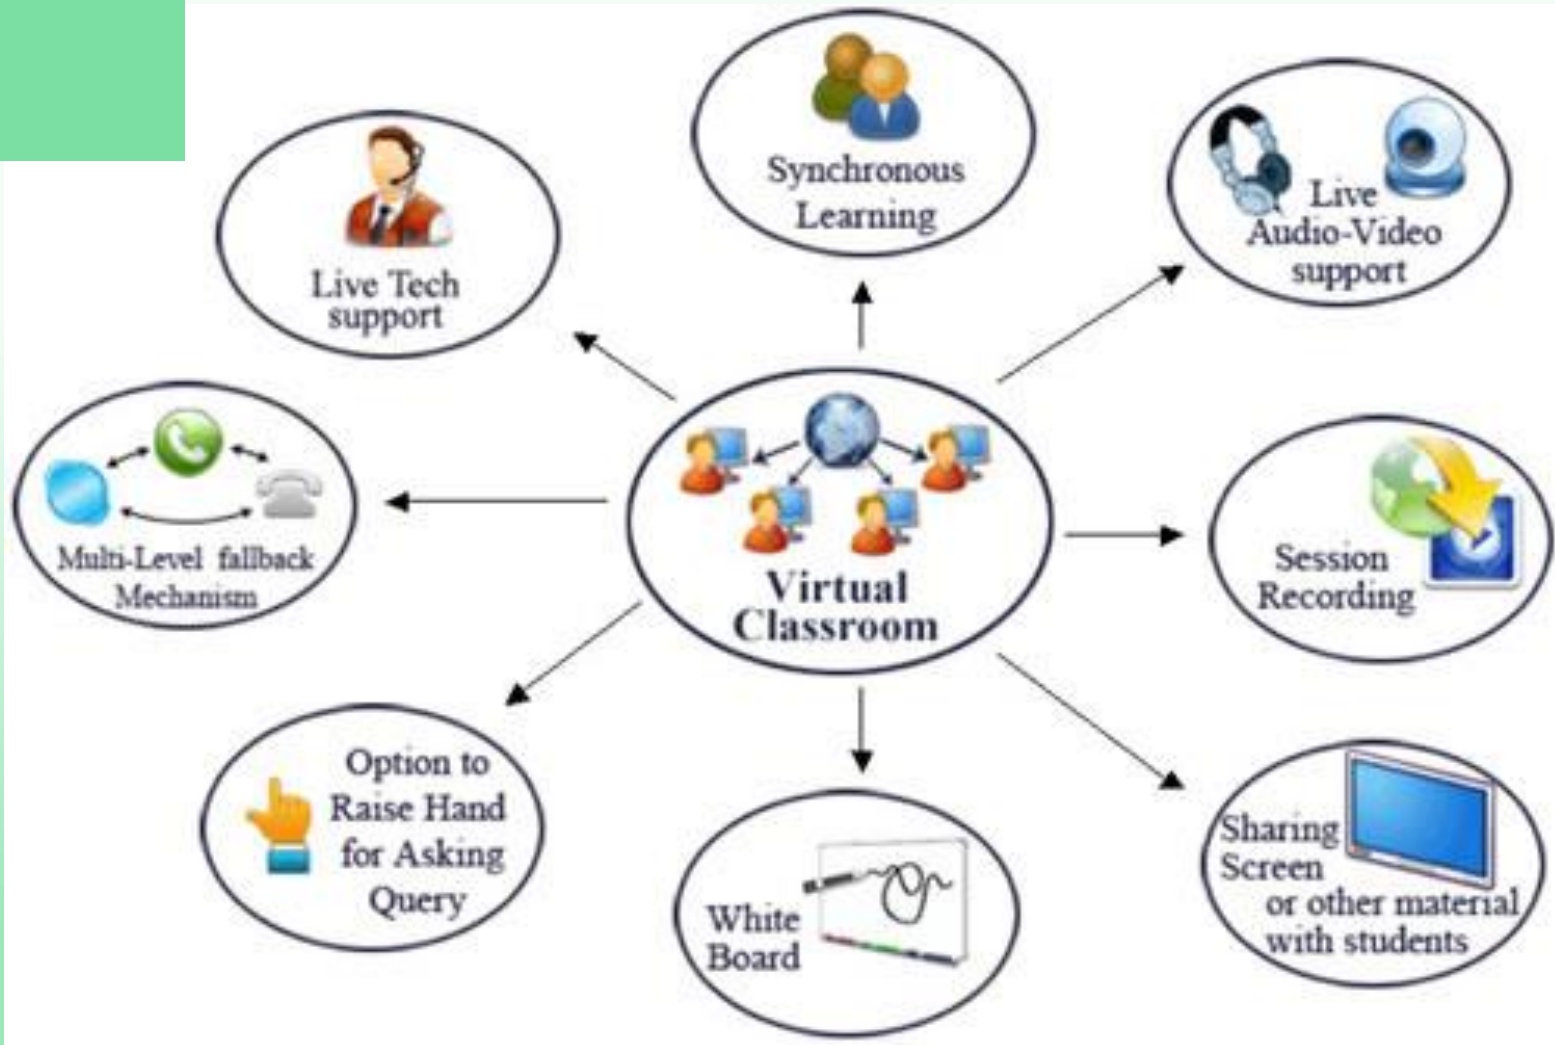 Synchronous
Learning
Live
Audio-Video
support
Live Tech
support
Multi-Level fallback
Mechanism
Virtual
Classroom
Session
Recording
Option to
Raise Hand
for Asking
Query
White
Board
Sharing
Screen
or other material
with students